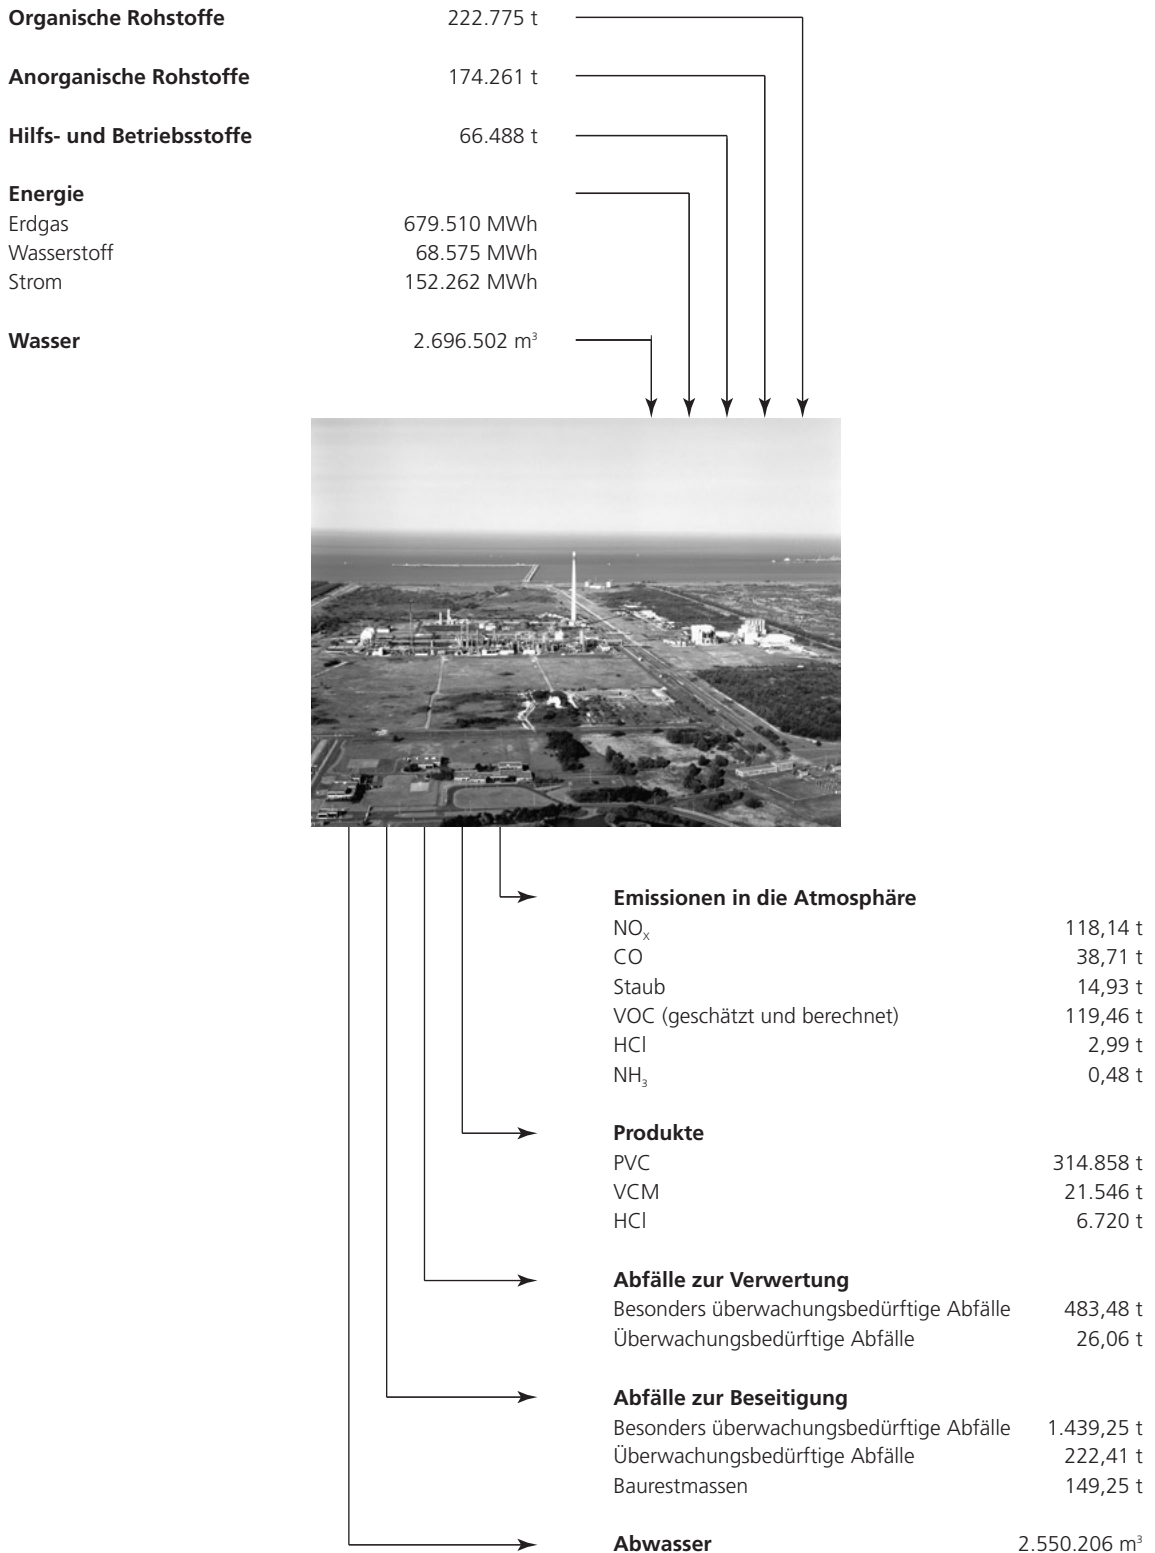 Organische Rohstoffe 222.775 t
Anorganische Rohstoffe 174.261 t
Hilfs- und Betriebsstoffe 66.488 t
Energie
Erdgas 679.510 MWh
Wasserstoff 68.575 MWh
Strom 152.262 MWh
Wasser 2.696.502 m³
Emissionen in die Atmosphäre
NOₓ 118,14 t
CO 38,71 t
Staub 14,93 t
VOC (geschätzt und berechnet) 119,46 t
HCl 2,99 t
NH₃ 0,48 t
Produkte
PVC 314.858 t
VCM 21.546 t
HCl 6.720 t
Abfälle zur Verwertung
Besonders überwachungsbedürftige Abfälle 483,48 t
Überwachungsbedürftige Abfälle 26,06 t
Abfälle zur Beseitigung
Besonders überwachungsbedürftige Abfälle 1.439,25 t
Überwachungsbedürftige Abfälle 222,41 t
Baurestmassen 149,25 t
Abwasser 2.550.206 m³